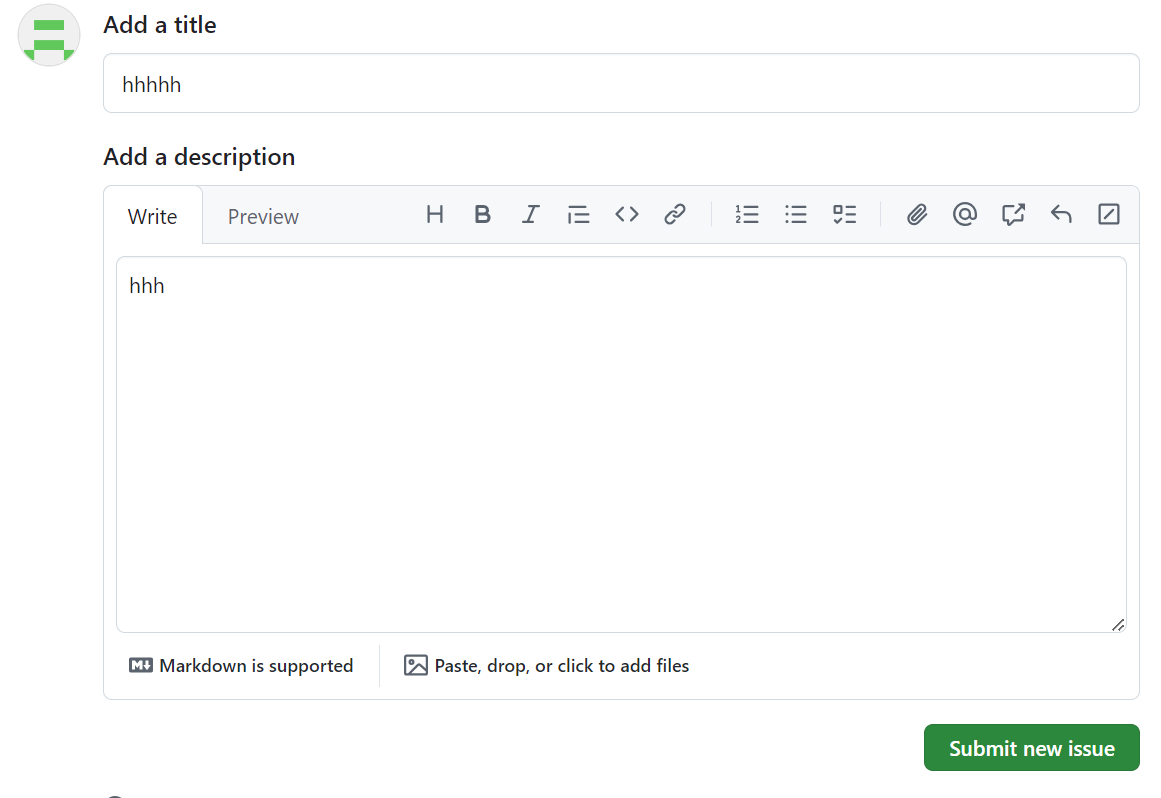 Add a title
hhhhh
Add a description
Write Preview
hhh
Markdown is supported Paste, drop, or click to add files
Submit new issue